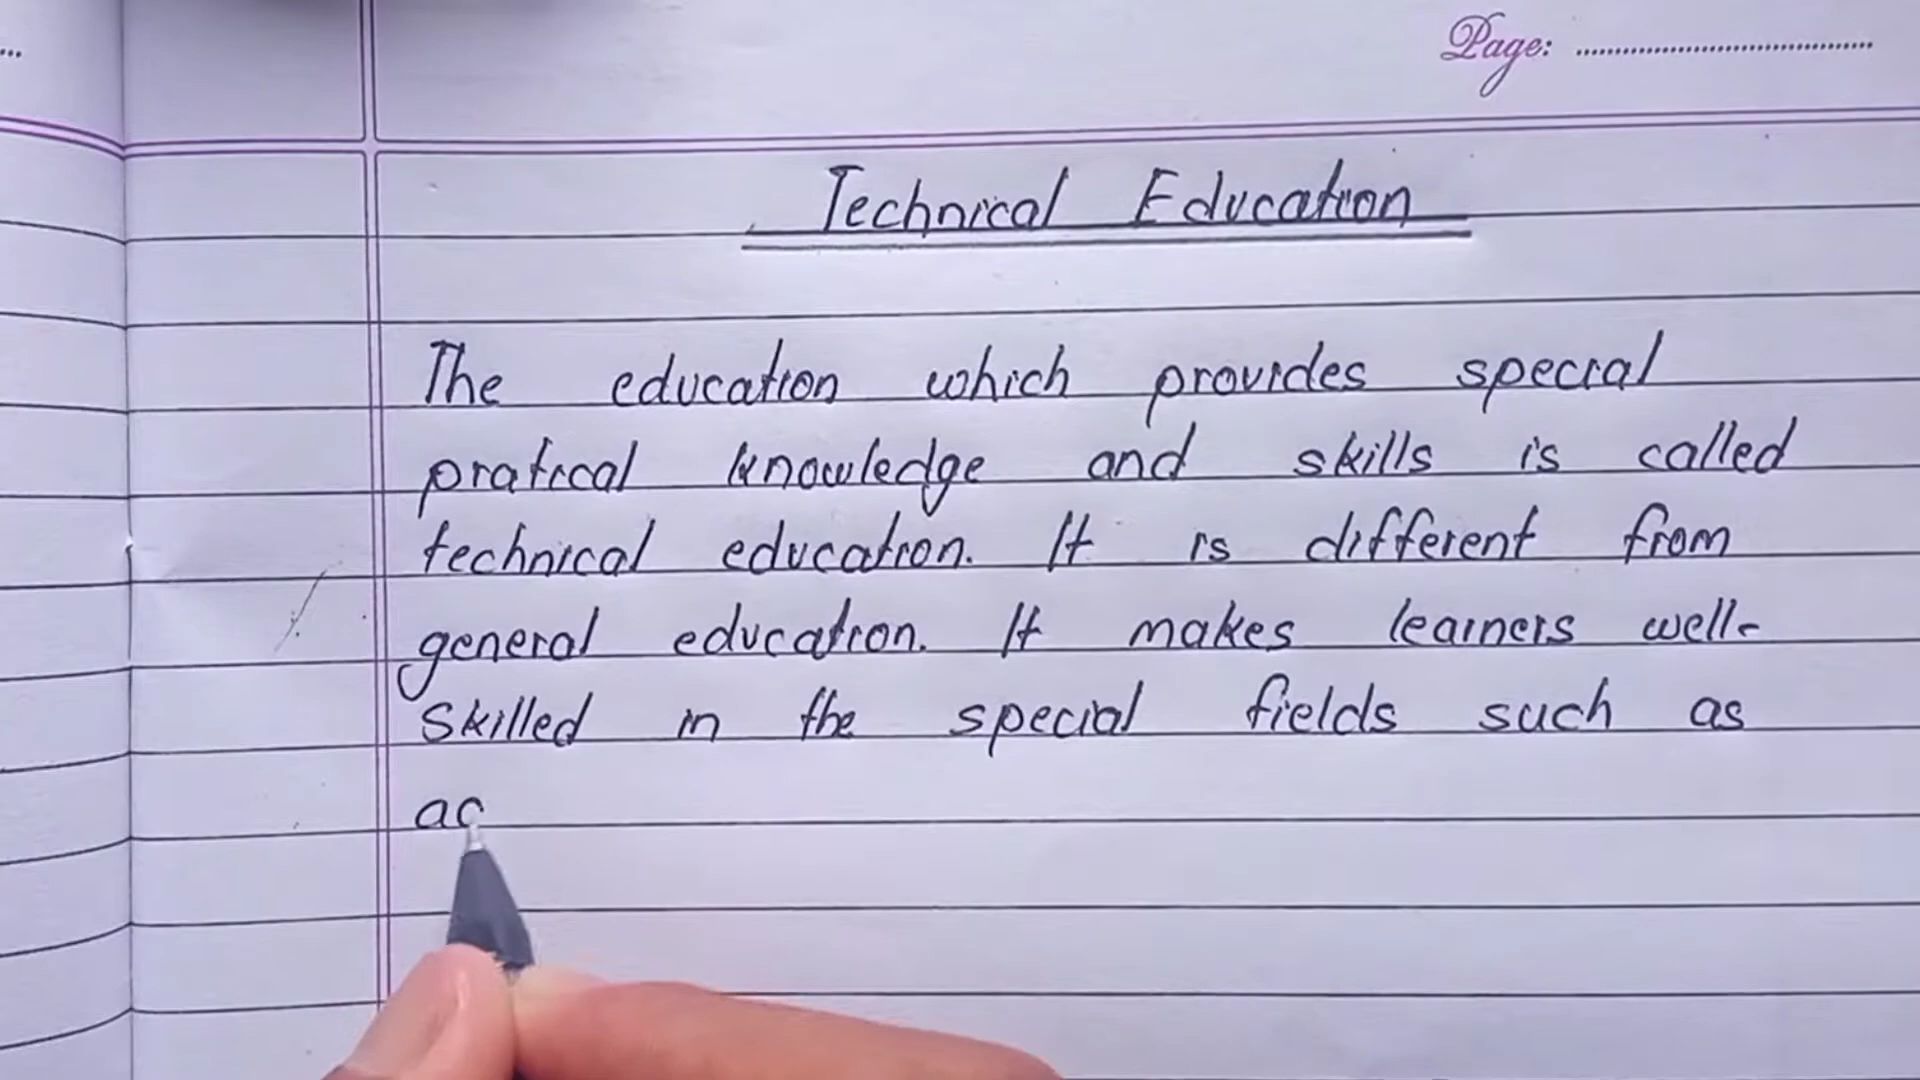 Page:
Technical Education
The education which provides special
pratical knowledge and skills is called
technical education. It is different from
general education. It makes learners well-
skilled in the special fields such as